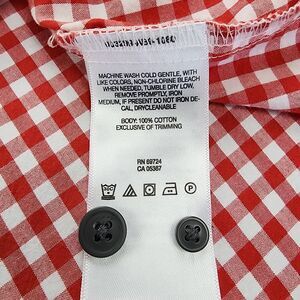 MACHINE WASH COLD GENTLE, WITH
LIKE COLORS, NON-CHLORINE BLEACH
WHEN NEEDED, TUMBLE DRY LOW,
REMOVE PROMPTLY, IRON
MEDIUM, IF PRESENT DO NOT IRON DE-
CAL, DRYCLEANABLE
BODY: 100% COTTON
EXCLUSIVE OF TRIMMING
RN 69724
CA 05367